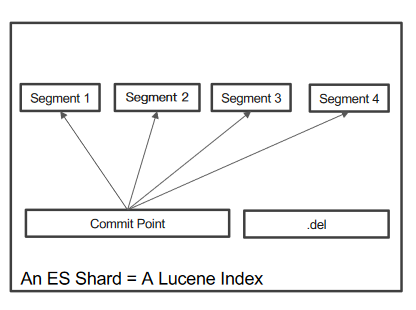 Segment 1
Segment 2
Segment 3
Segment 4
Commit Point
.del
An ES Shard = A Lucene Index